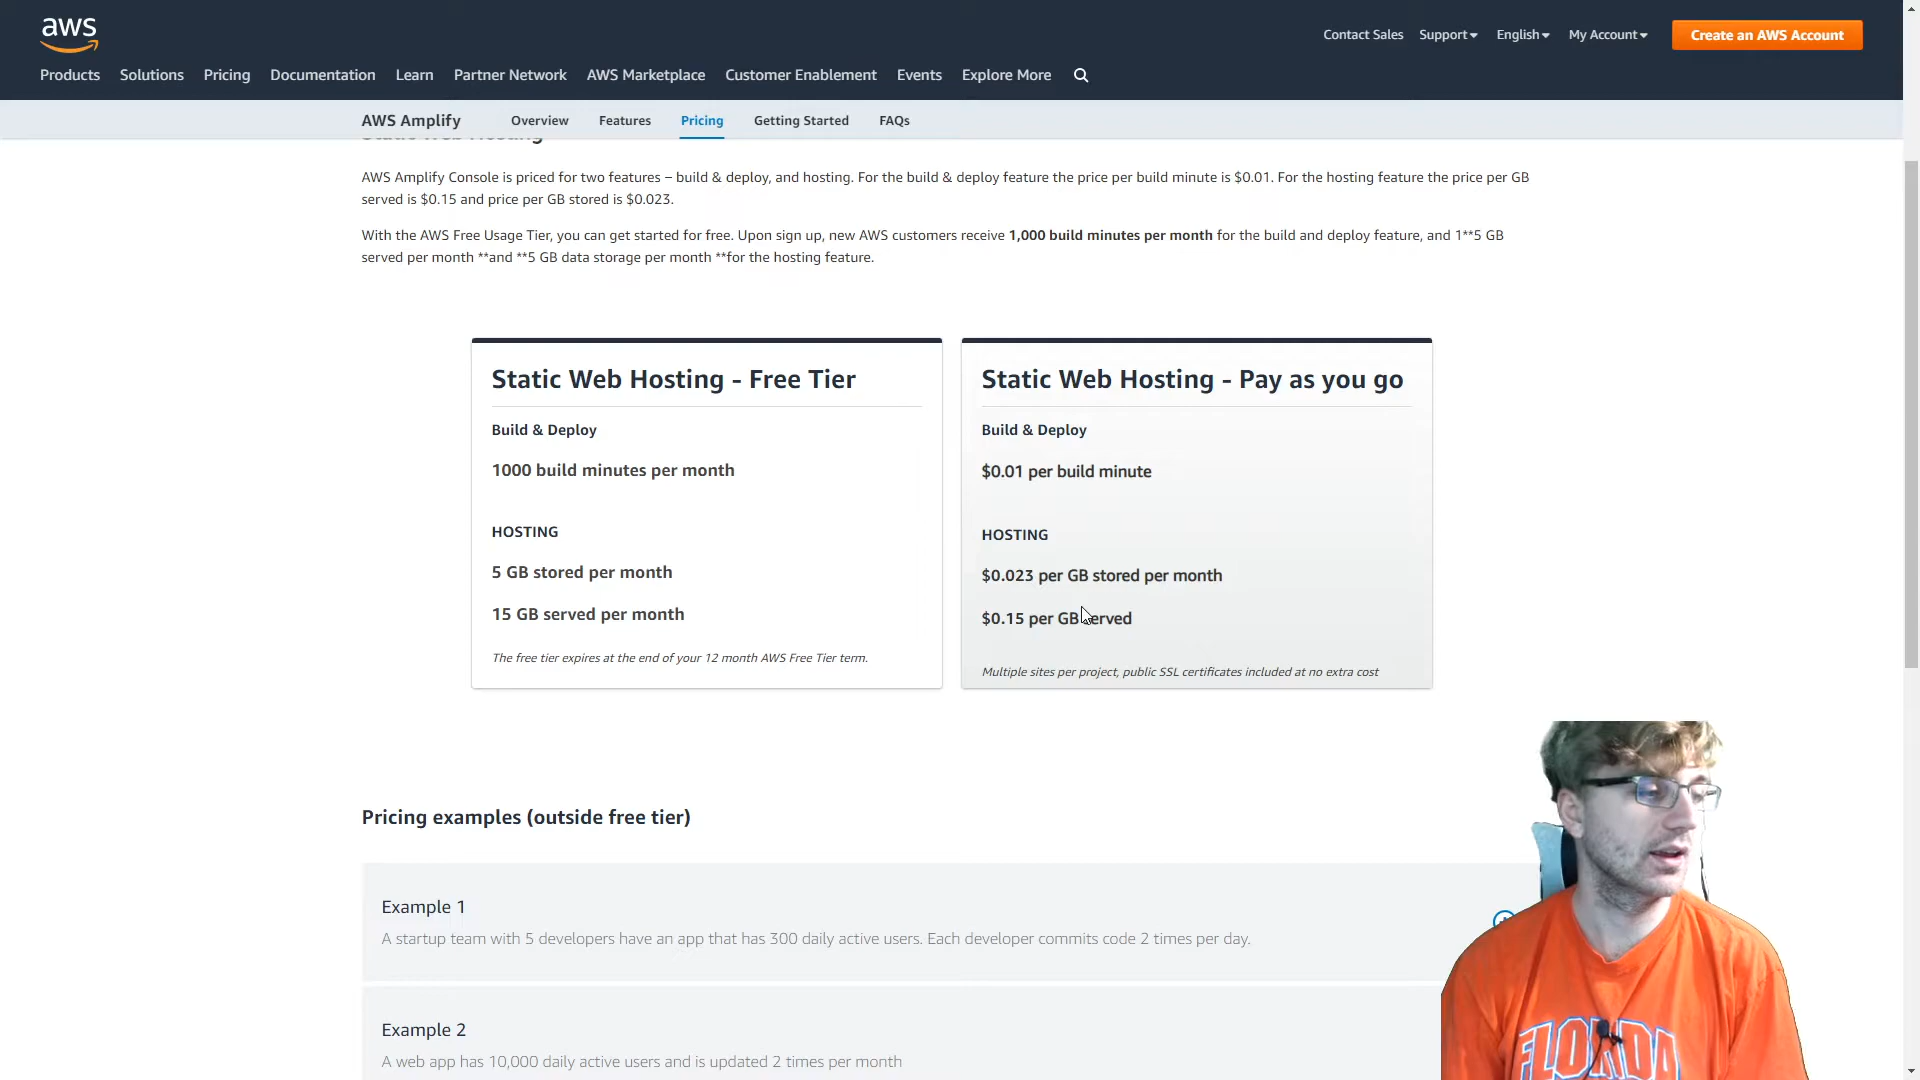 aws
Contact Sales Support English My Account Create an AWS Account
Products Solutions Pricing Documentation Learn Partner Network AWS Marketplace Customer Enablement Events Explore More
AWS Amplify Overview Features Pricing Getting Started FAQs
Static Web Hosting
AWS Amplify Console is priced for two features – build & deploy, and hosting. For the build & deploy feature the price per build minute is $0.01. For the hosting feature the price per GB
served is $0.15 and price per GB stored is $0.023.
With the AWS Free Usage Tier, you can get started for free. Upon sign up, new AWS customers receive 1,000 build minutes per month for the build and deploy feature, and 1**5 GB
served per month **and **5 GB data storage per month **for the hosting feature.
Static Web Hosting - Free Tier
Build & Deploy
1000 build minutes per month
HOSTING
5 GB stored per month
15 GB served per month
The free tier expires at the end of your 12 month AWS Free Tier term.
Static Web Hosting - Pay as you go
Build & Deploy
$0.01 per build minute
HOSTING
$0.023 per GB stored per month
$0.15 per GB served
Multiple sites per project, public SSL certificates included at no extra cost
Pricing examples (outside free tier)
Example 1
A startup team with 5 developers have an app that has 300 daily active users. Each developer commits code 2 times per day.
Example 2
A web app has 10,000 daily active users and is updated 2 times per month
FLORIDA